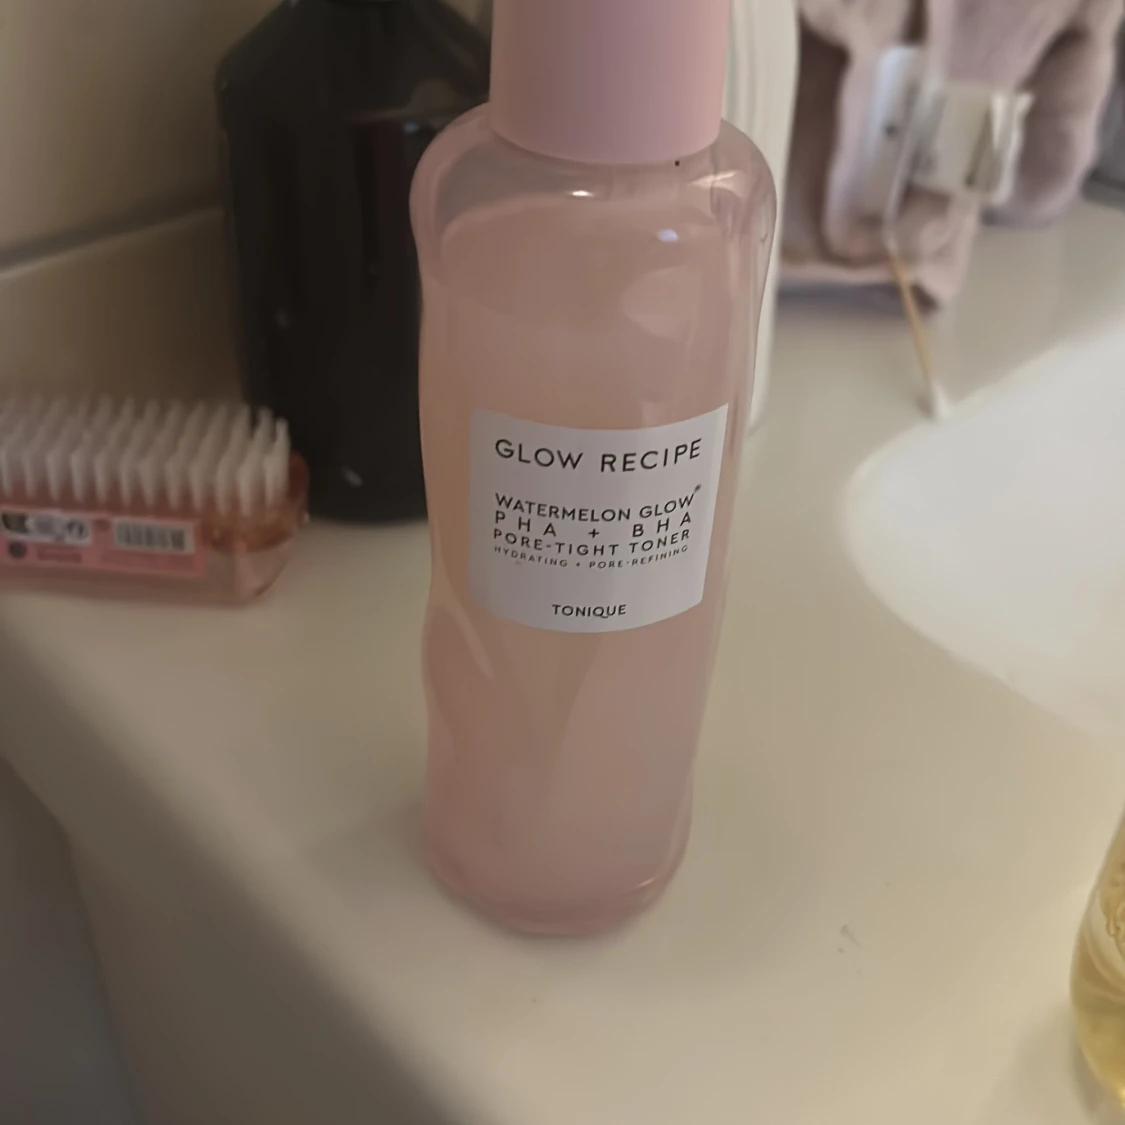 GLOW RECIPE
WATERMELON GLOW®
PHA + BHA
PORE-TIGHT TONER
HYDRATING + PORE-REFINING
TONIQUE